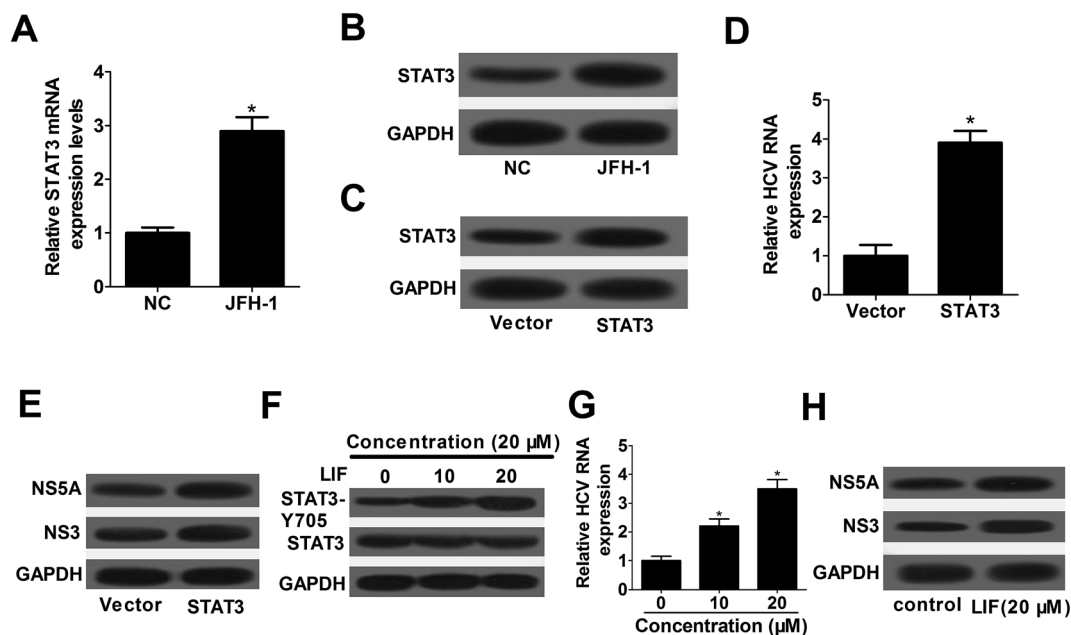 A
Relative STAT3 mRNA
expression levels
4
3
2
1
0
*
NC JFH-1
B
STAT3
GAPDH
NC JFH-1
C
STAT3
GAPDH
Vector STAT3
D
Relative HCV RNA
expression
5
4
3
2
1
0
*
Vector STAT3
E
NS5A
NS3
GAPDH
Vector STAT3
F
Concentration (20 µM)
LIF 0 10 20
STAT3-
Y705
STAT3
GAPDH
G
Relative HCV RNA
expression
5
4
3
2
1
0
*
*
0 10 20
Concentration (µM)
H
NS5A
NS3
GAPDH
control LIF(20 µM)